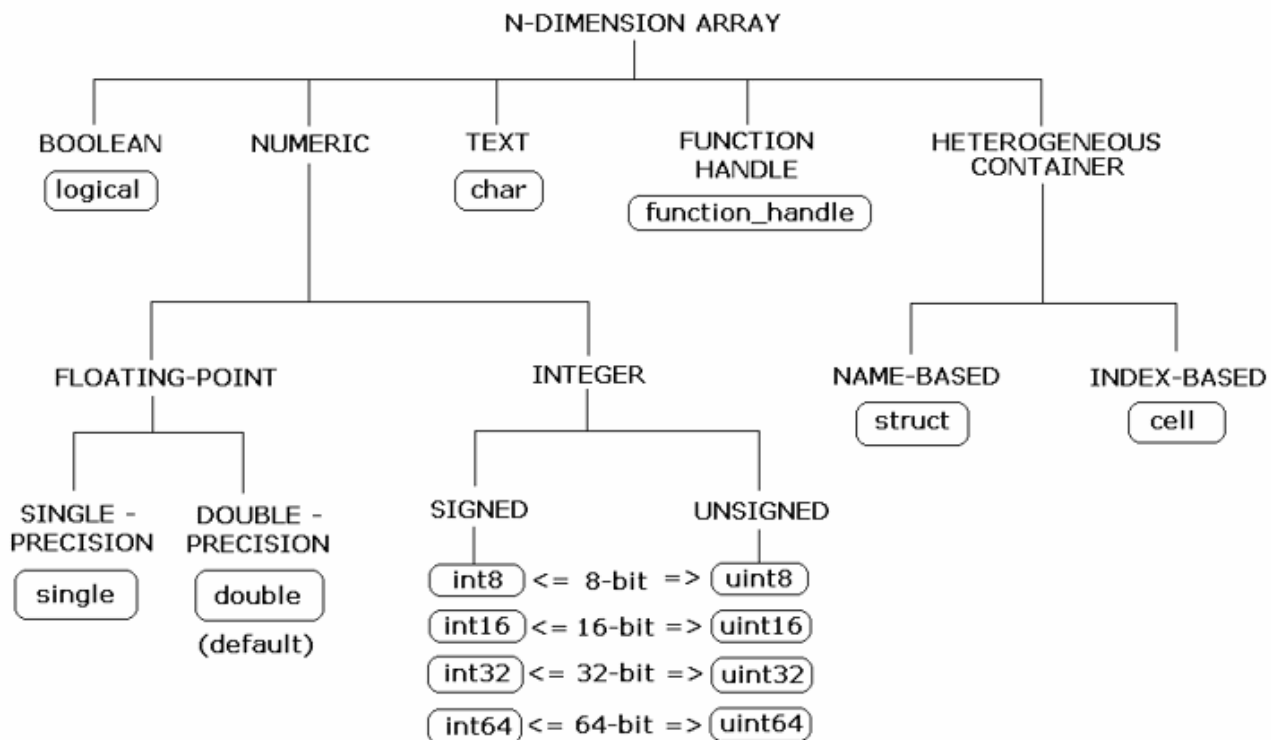 N-DIMENSION ARRAY
BOOLEAN
logical
NUMERIC
TEXT
char
FUNCTION
HANDLE
function_handle
HETEROGENEOUS
CONTAINER
FLOATING-POINT
INTEGER
NAME-BASED
struct
INDEX-BASED
cell
SINGLE -
PRECISION
single
DOUBLE -
PRECISION
double
(default)
SIGNED
UNSIGNED
int8 <= 8-bit => uint8
int16 <= 16-bit => uint16
int32 <= 32-bit => uint32
int64 <= 64-bit => uint64